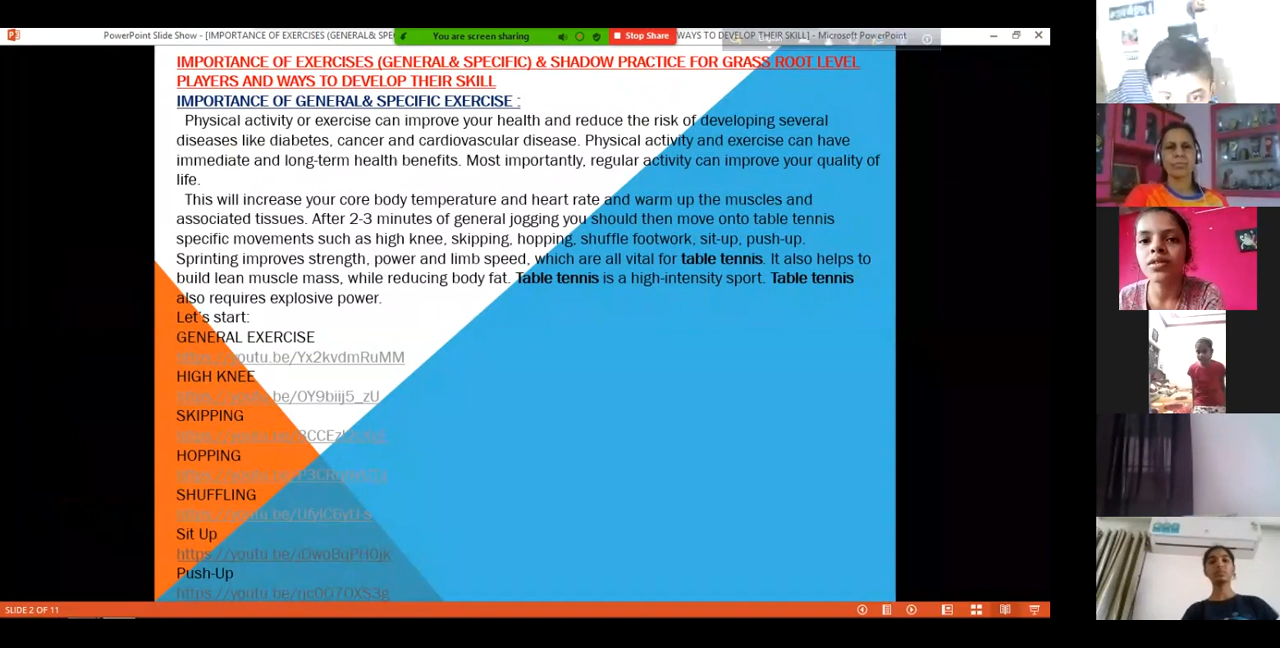 PowerPoint Slide Show - [IMPORTANCE OF EXERCISES (GENERAL& SPE
You are screen sharing
Stop Share
WAYS TO DEVELOP THEIR SKILL] - Microsoft PowerPoint
IMPORTANCE OF EXERCISES (GENERAL& SPECIFIC) & SHADOW PRACTICE FOR GRASS ROOT LEVEL
PLAYERS AND WAYS TO DEVELOP THEIR SKILL
IMPORTANCE OF GENERAL& SPECIFIC EXERCISE :
Physical activity or exercise can improve your health and reduce the risk of developing several
diseases like diabetes, cancer and cardiovascular disease. Physical activity and exercise can have
immediate and long-term health benefits. Most importantly, regular activity can improve your quality of
life.
This will increase your core body temperature and heart rate and warm up the muscles and
associated tissues. After 2-3 minutes of general jogging you should then move onto table tennis
specific movements such as high knee, skipping, hopping, shuffle footwork, sit-up, push-up.
Sprinting improves strength, power and limb speed, which are all vital for table tennis. It also helps to
build lean muscle mass, while reducing body fat. Table tennis is a high-intensity sport. Table tennis
also requires explosive power.
Let's start:
GENERAL EXERCISE
https://youtu.be/Yx2kvdmRuMM
HIGH KNEE
https://youtu.be/OY9biij5_zU
SKIPPING
HOPPING
SHUFFLING
Sit Up
Push-Up
SLIDE 2 OF 11